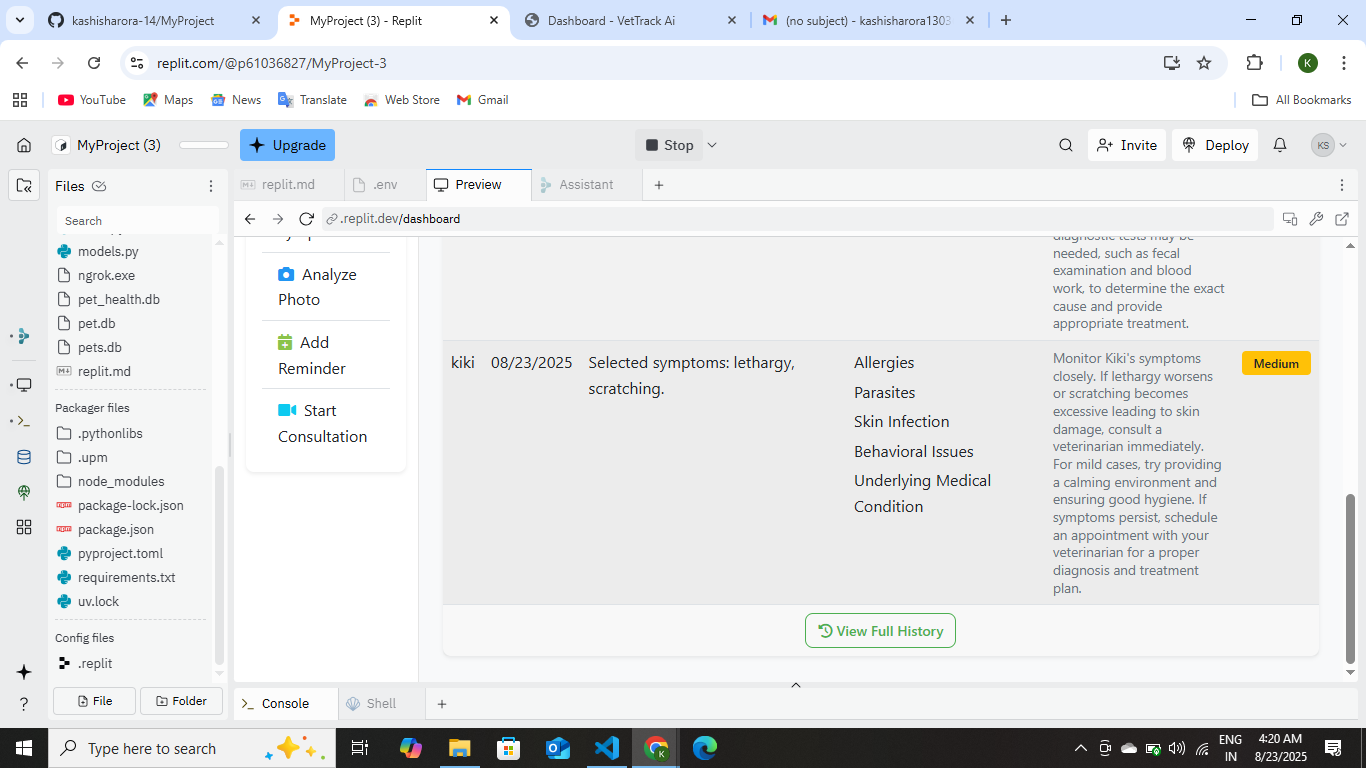 kashisharora-14/MyProject
MyProject (3) - Replit
Dashboard - VetTrack Ai
(no subject) - kashisharora130
replit.com/@p61036827/MyProject-3
K
YouTube
Maps
News
Translate
Web Store
Gmail
All Bookmarks
MyProject (3)
Upgrade
Stop
Invite
Deploy
KS
Files
replit.md
.env
Preview
Assistant
Search
.replit.dev/dashboard
models.py
ngrok.exe
pet_health.db
pet.db
pets.db
replit.md
Packager files
.pythonlibs
.upm
node_modules
package-lock.json
package.json
pyproject.toml
requirements.txt
uv.lock
Config files
.replit
File
Folder
Analyze
Photo
Add
Reminder
Start
Consultation
diagnostic tests may be
needed, such as fecal
examination and blood
work, to determine the exact
cause and provide
appropriate treatment.
kiki
08/23/2025
Selected symptoms: lethargy,
scratching.
Allergies
Parasites
Skin Infection
Behavioral Issues
Underlying Medical
Condition
Monitor Kiki's symptoms
closely. If lethargy worsens
or scratching becomes
excessive leading to skin
damage, consult a
veterinarian immediately.
For mild cases, try providing
a calming environment and
ensuring good hygiene. If
symptoms persist, schedule
an appointment with your
veterinarian for a proper
diagnosis and treatment
plan.
Medium
View Full History
Console
Shell
Type here to search
ENG
IN
4:20 AM
8/23/2025